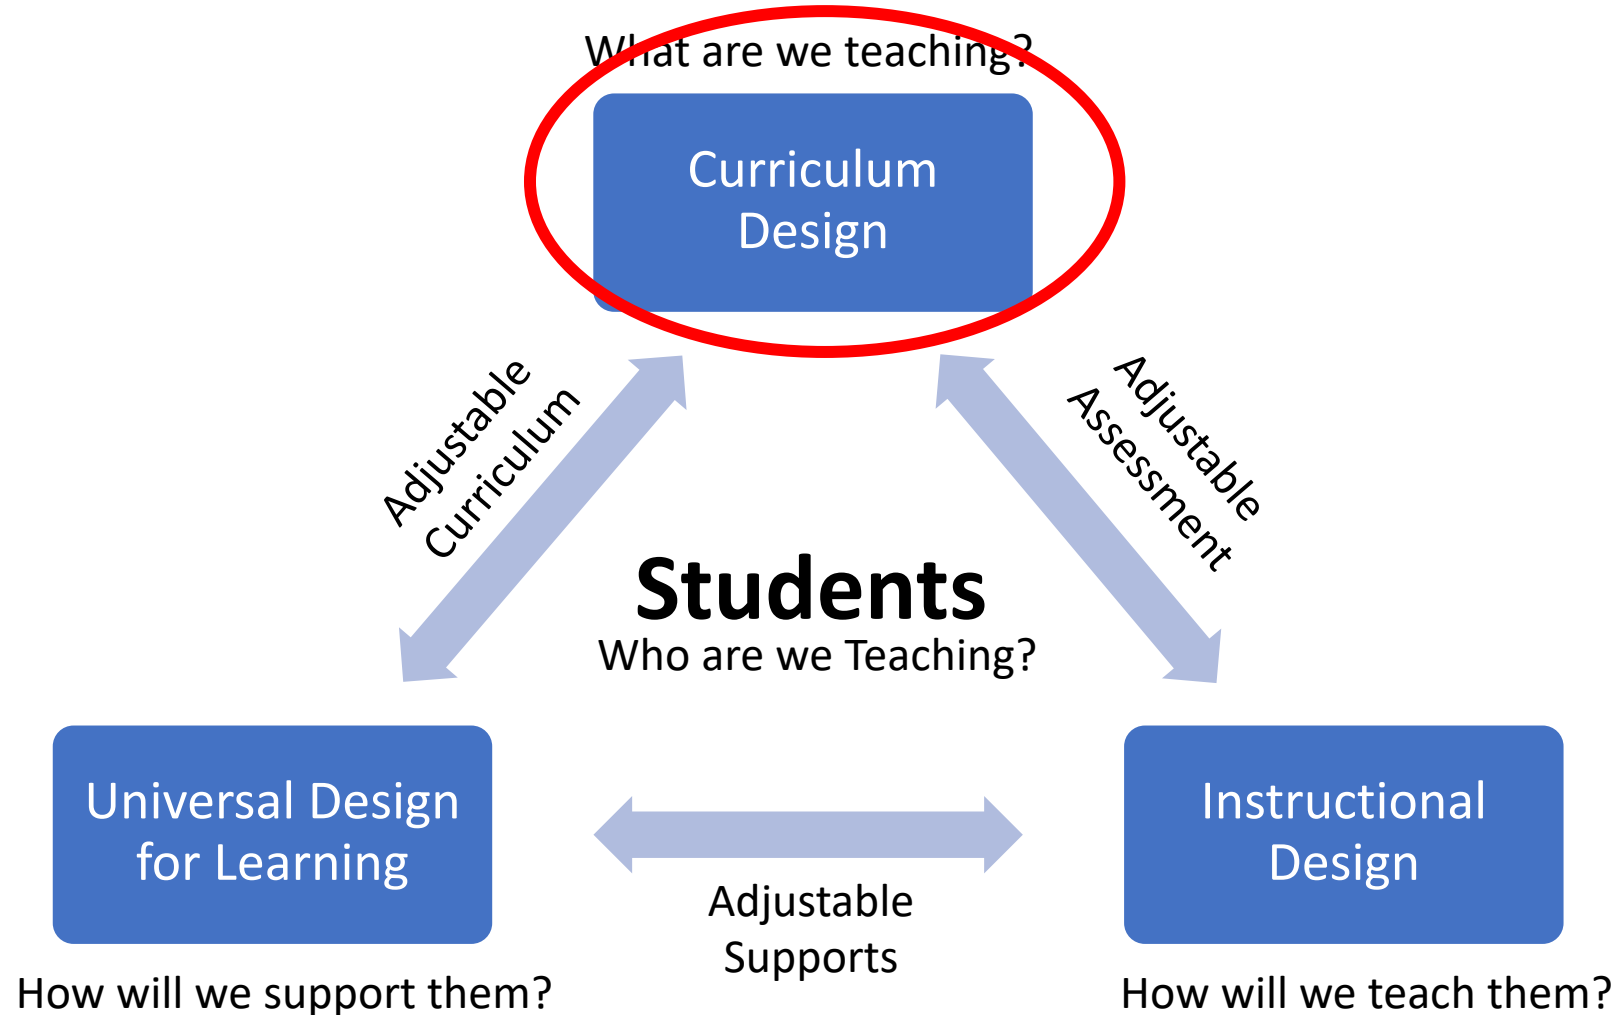 What are we teaching?
Curriculum
Design
Adjustable
Curriculum
Adjustable
Assessment
Students
Who are we Teaching?
Universal Design
for Learning
Instructional
Design
Adjustable
Supports
How will we support them?
How will we teach them?